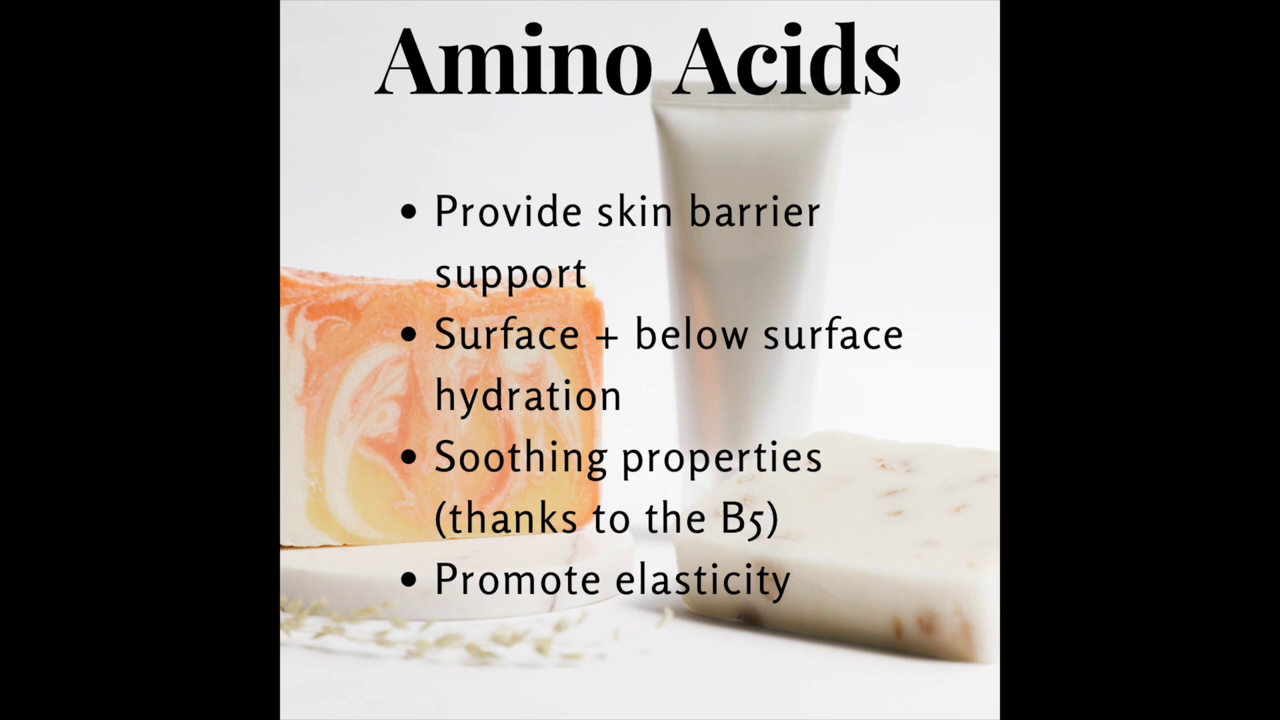 Amino Acids
• Provide skin barrier
support
• Surface + below surface
hydration
• Soothing properties
(thanks to the B5)
• Promote elasticity